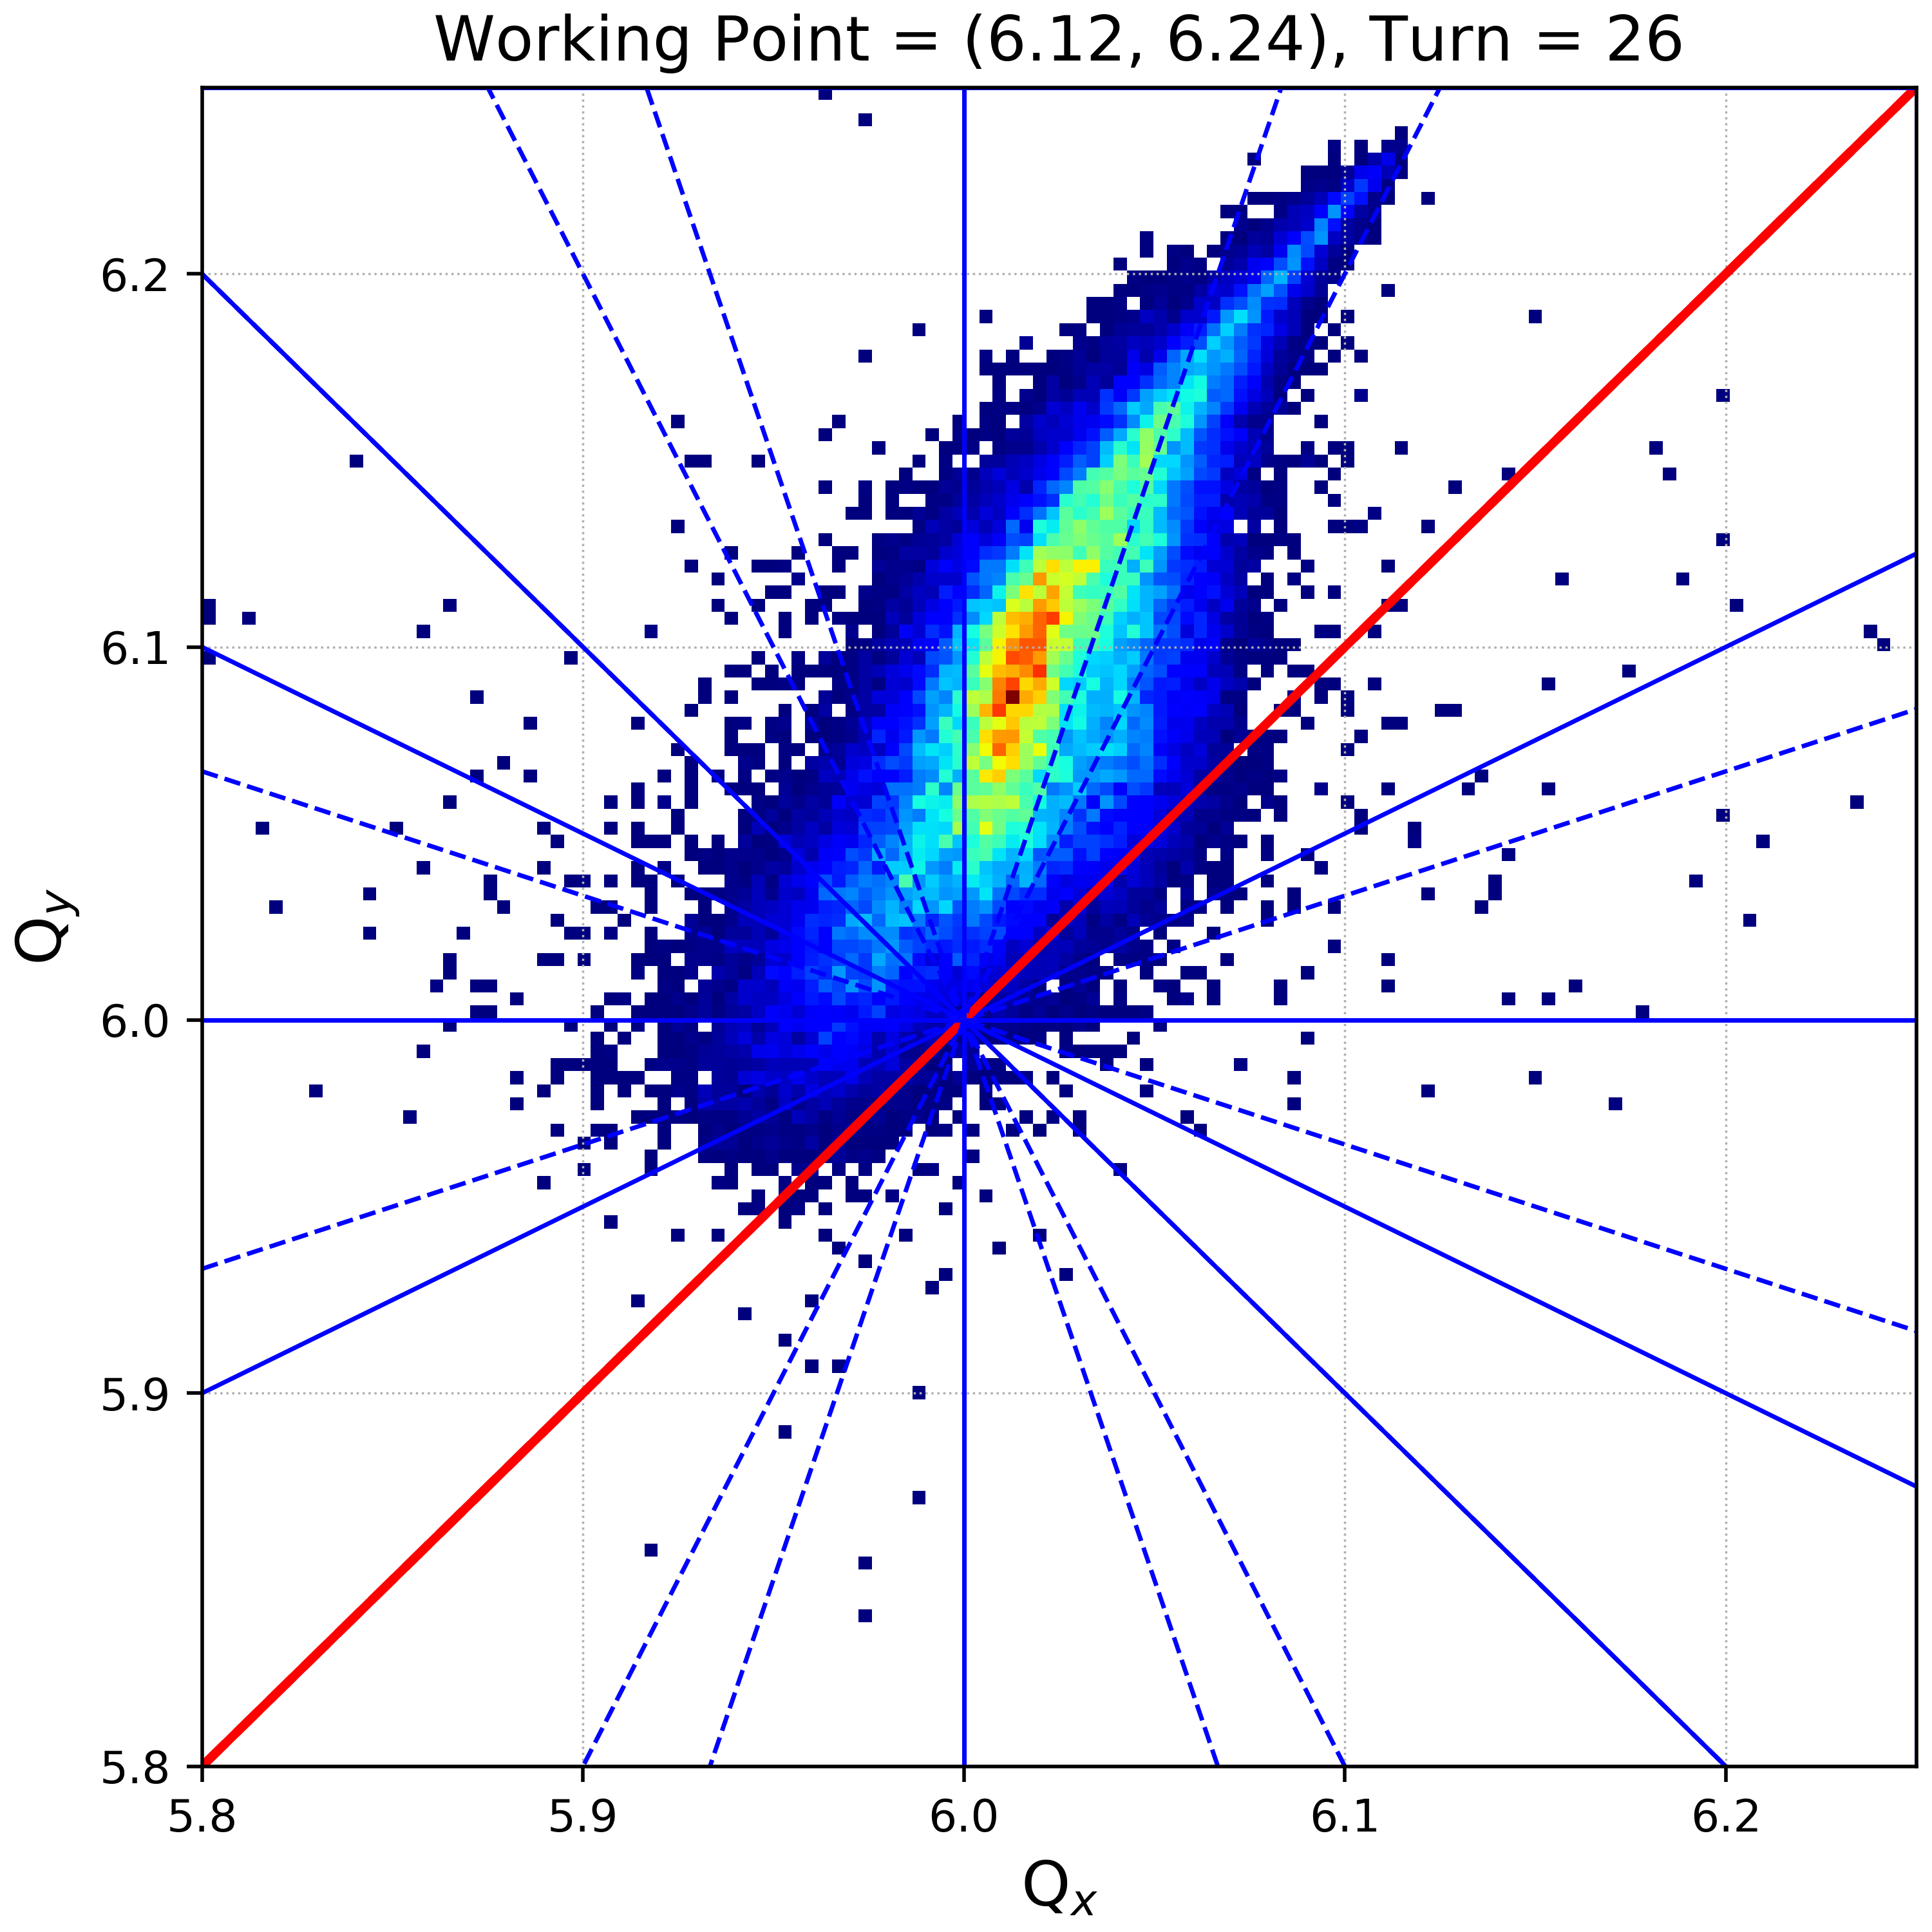 Working Point = (6.12, 6.24), Turn = 26
6.2
6.1
6.0
5.9
5.8
Qy
5.8 5.9 6.0 6.1 6.2
Qx